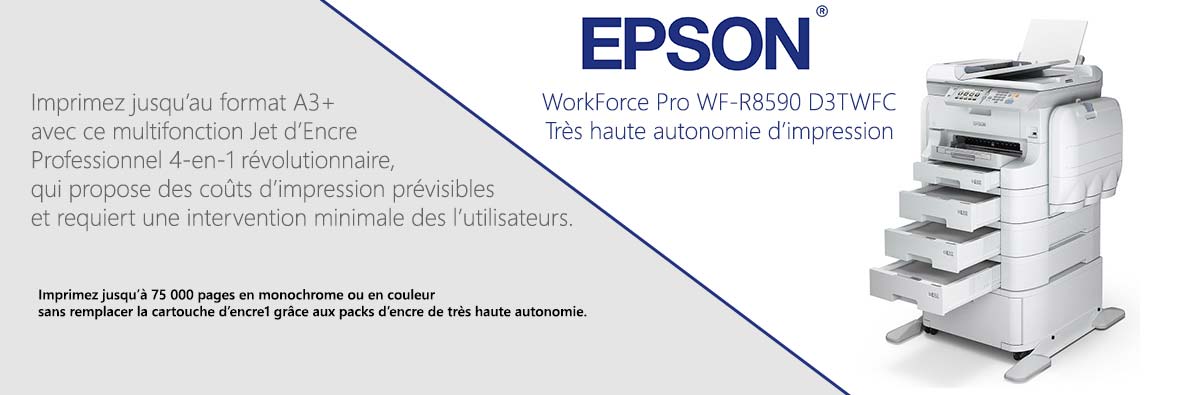 Imprimez jusqu'au format A3+
avec ce multifonction Jet d'Encre
Professionnel 4-en-1 révolutionnaire,
qui propose des coûts d'impression prévisibles
et requiert une intervention minimale des l'utilisateurs.
Imprimez jusqu'à 75 000 pages en monochrome ou en couleur
sans remplacer la cartouche d'encre1 grâce aux packs d'encre de très haute autonomie.
EPSON®
WorkForce Pro WF-R8590 D3TWFC
Très haute autonomie d'impression
EPSON